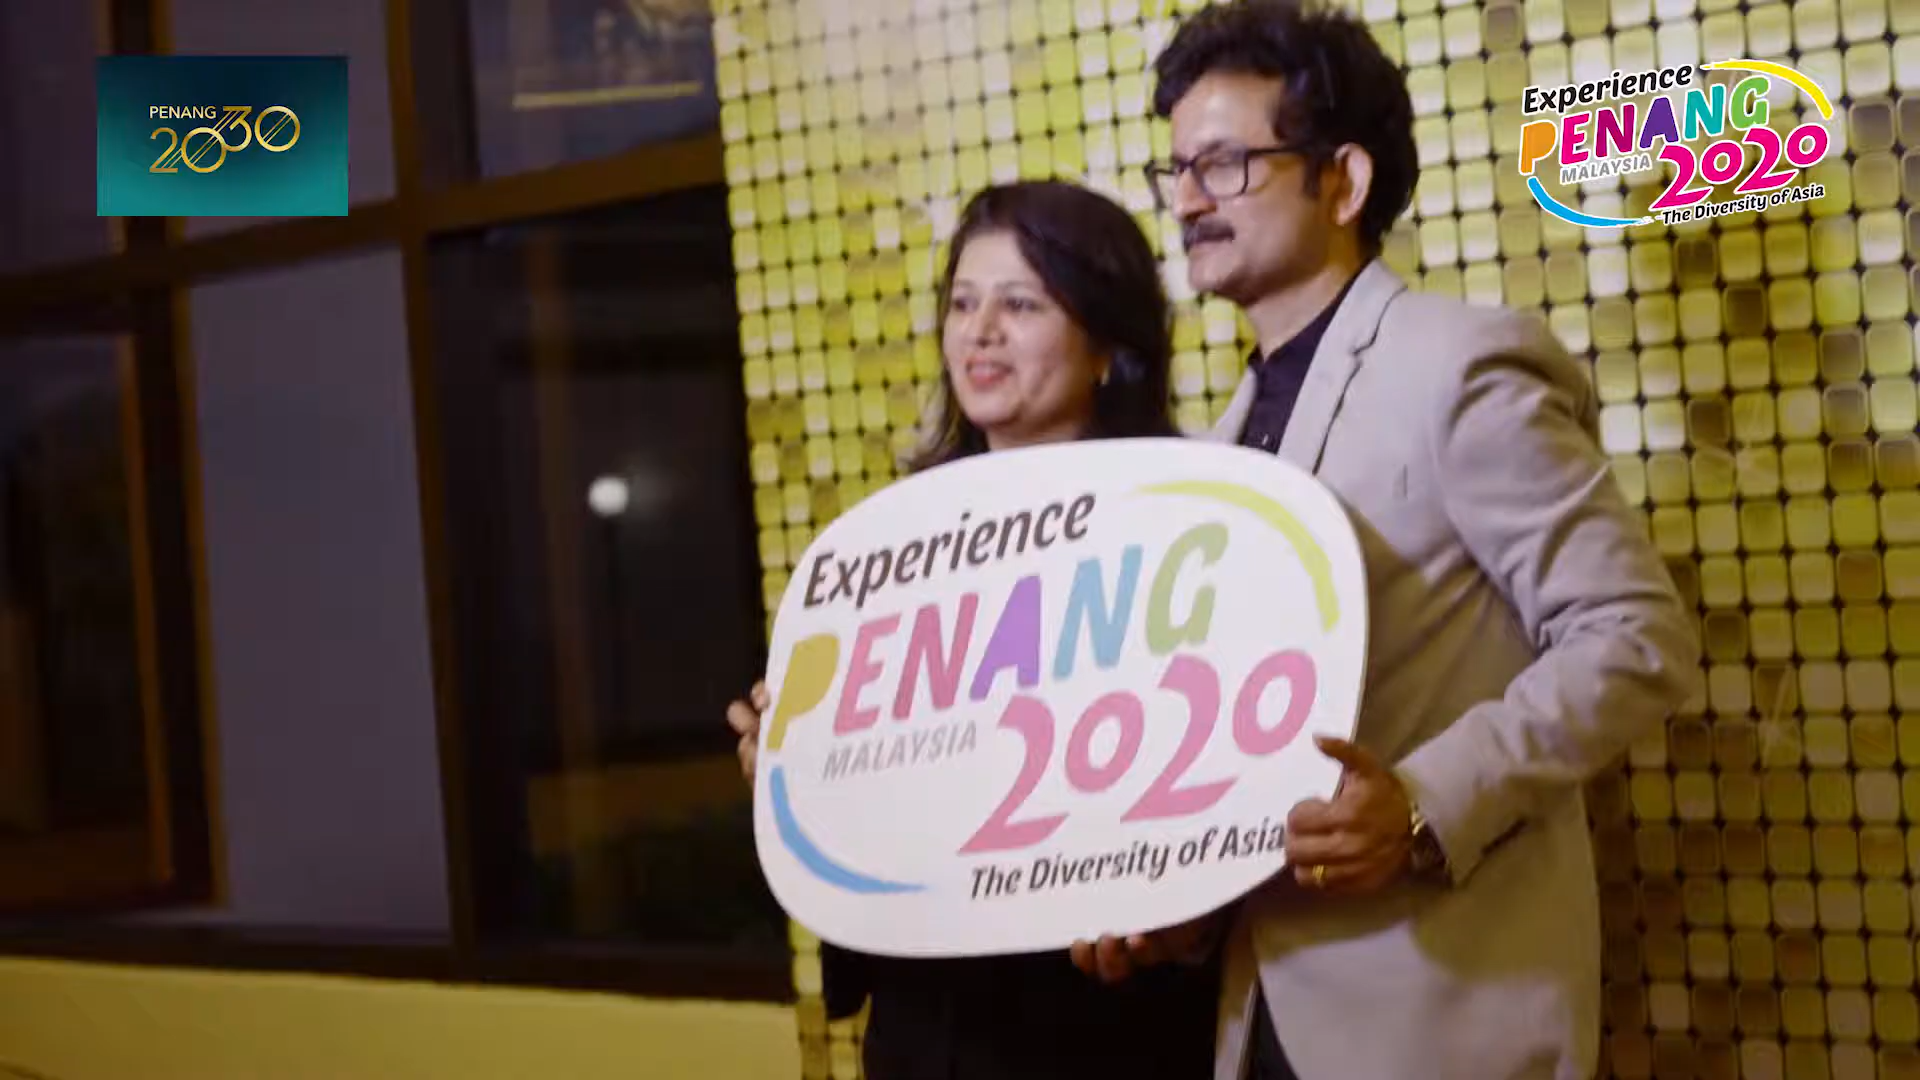 PENANG
2030
Experience
PENANG
MALAYSIA 2020
The Diversity of Asia
Experience
PENANG
MALAYSIA 2020
The Diversity of Asia